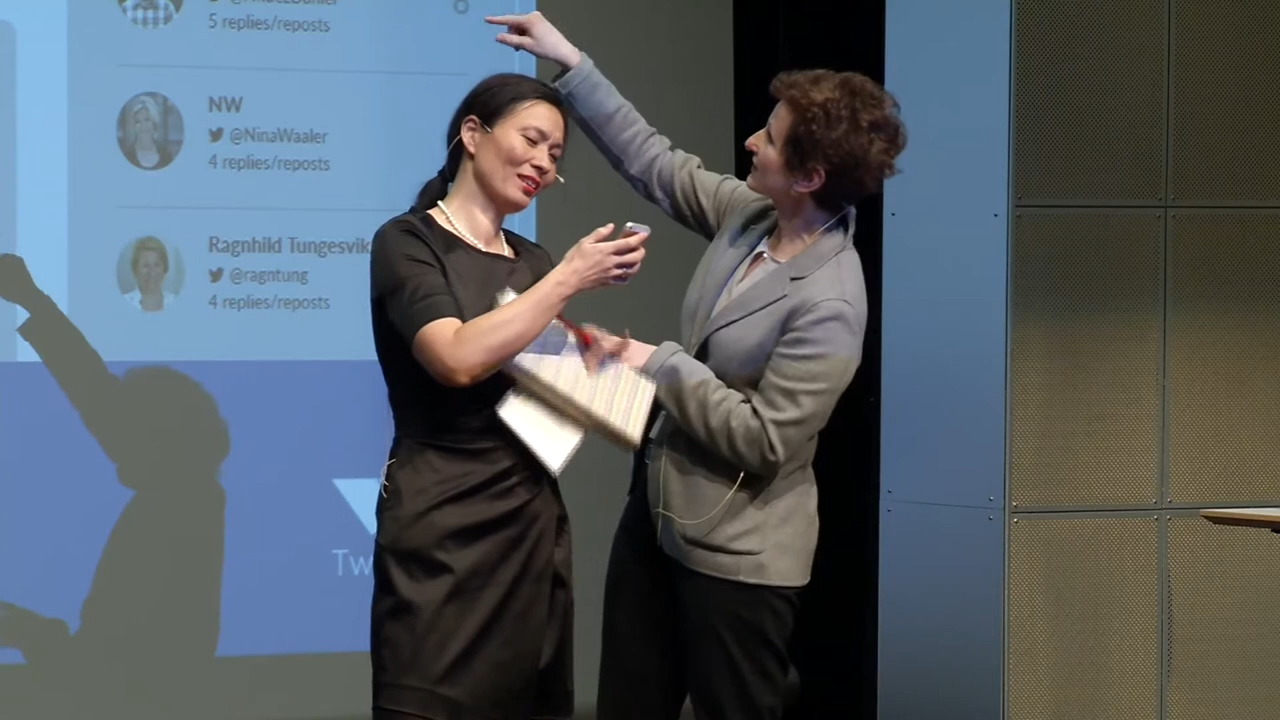 5 replies/reposts
NW
@NinaWaaler
4 replies/reposts
Ragnhild Tungesvik
@ragntung
4 replies/reposts
Tw